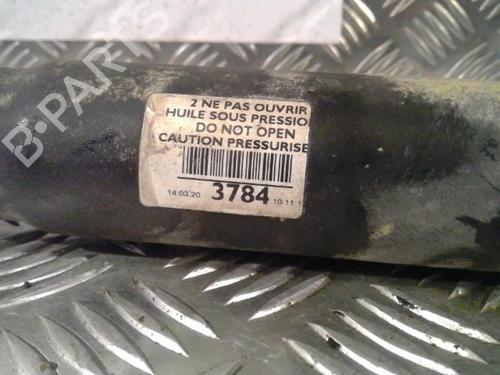 B-PARTS
2 NE PAS OUVRIR
HUILE SOUS PRESSIO
DO NOT OPEN
CAUTION PRESSURISE
14.03.20 3784 10.11 1